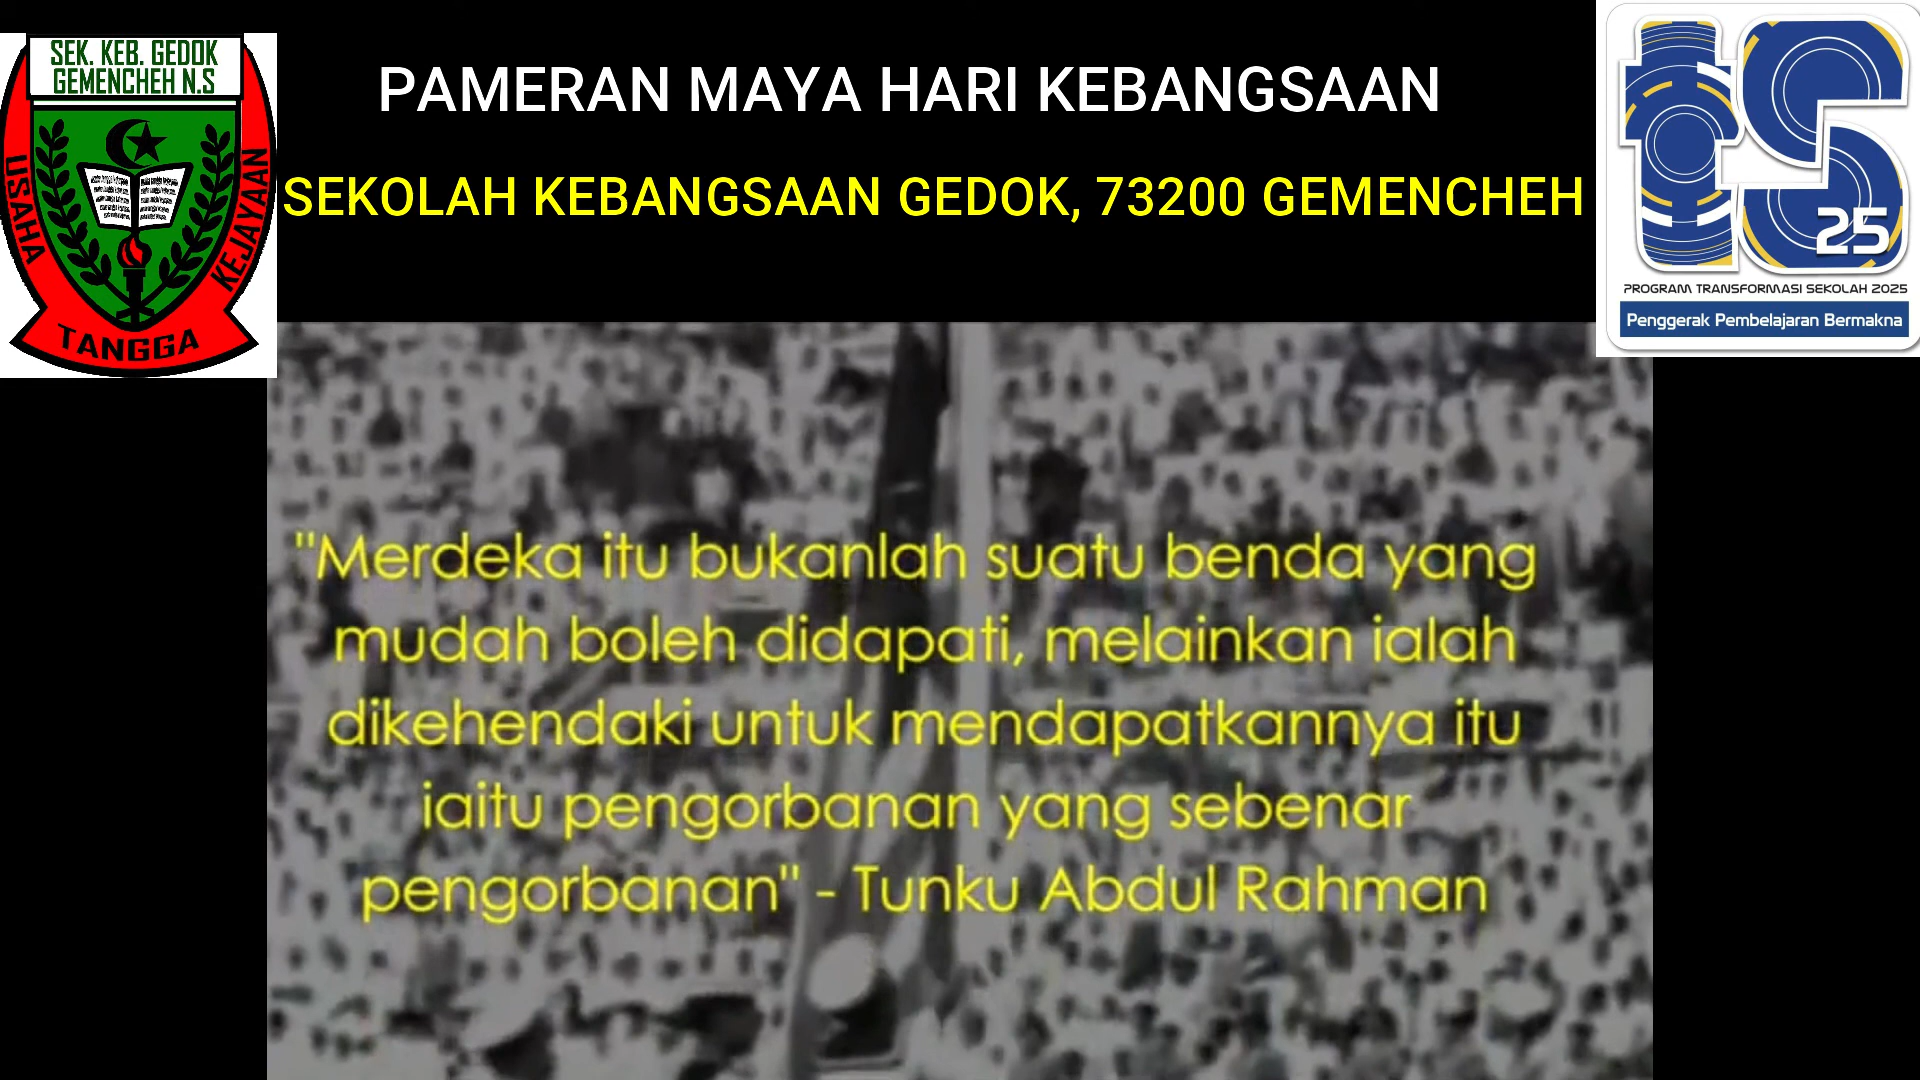 SEK. KEB. GEDOK
GEMENCHEH N.S
USAHA
TANGGA
KEJAYAAN
PAMERAN MAYA HARI KEBANGSAAN
SEKOLAH KEBANGSAAN GEDOK, 73200 GEMENCHEH
tS
25
PROGRAM TRANSFORMASI SEKOLAH 2025
Penggerak Pembelajaran Bermakna
"Merdeka itu bukanlah suatu benda yang
mudah boleh didapati, melainkan ialah
dikehendaki untuk mendapatkannya itu
iaitu pengorbanan yang sebenar
pengorbanan" - Tunku Abdul Rahman